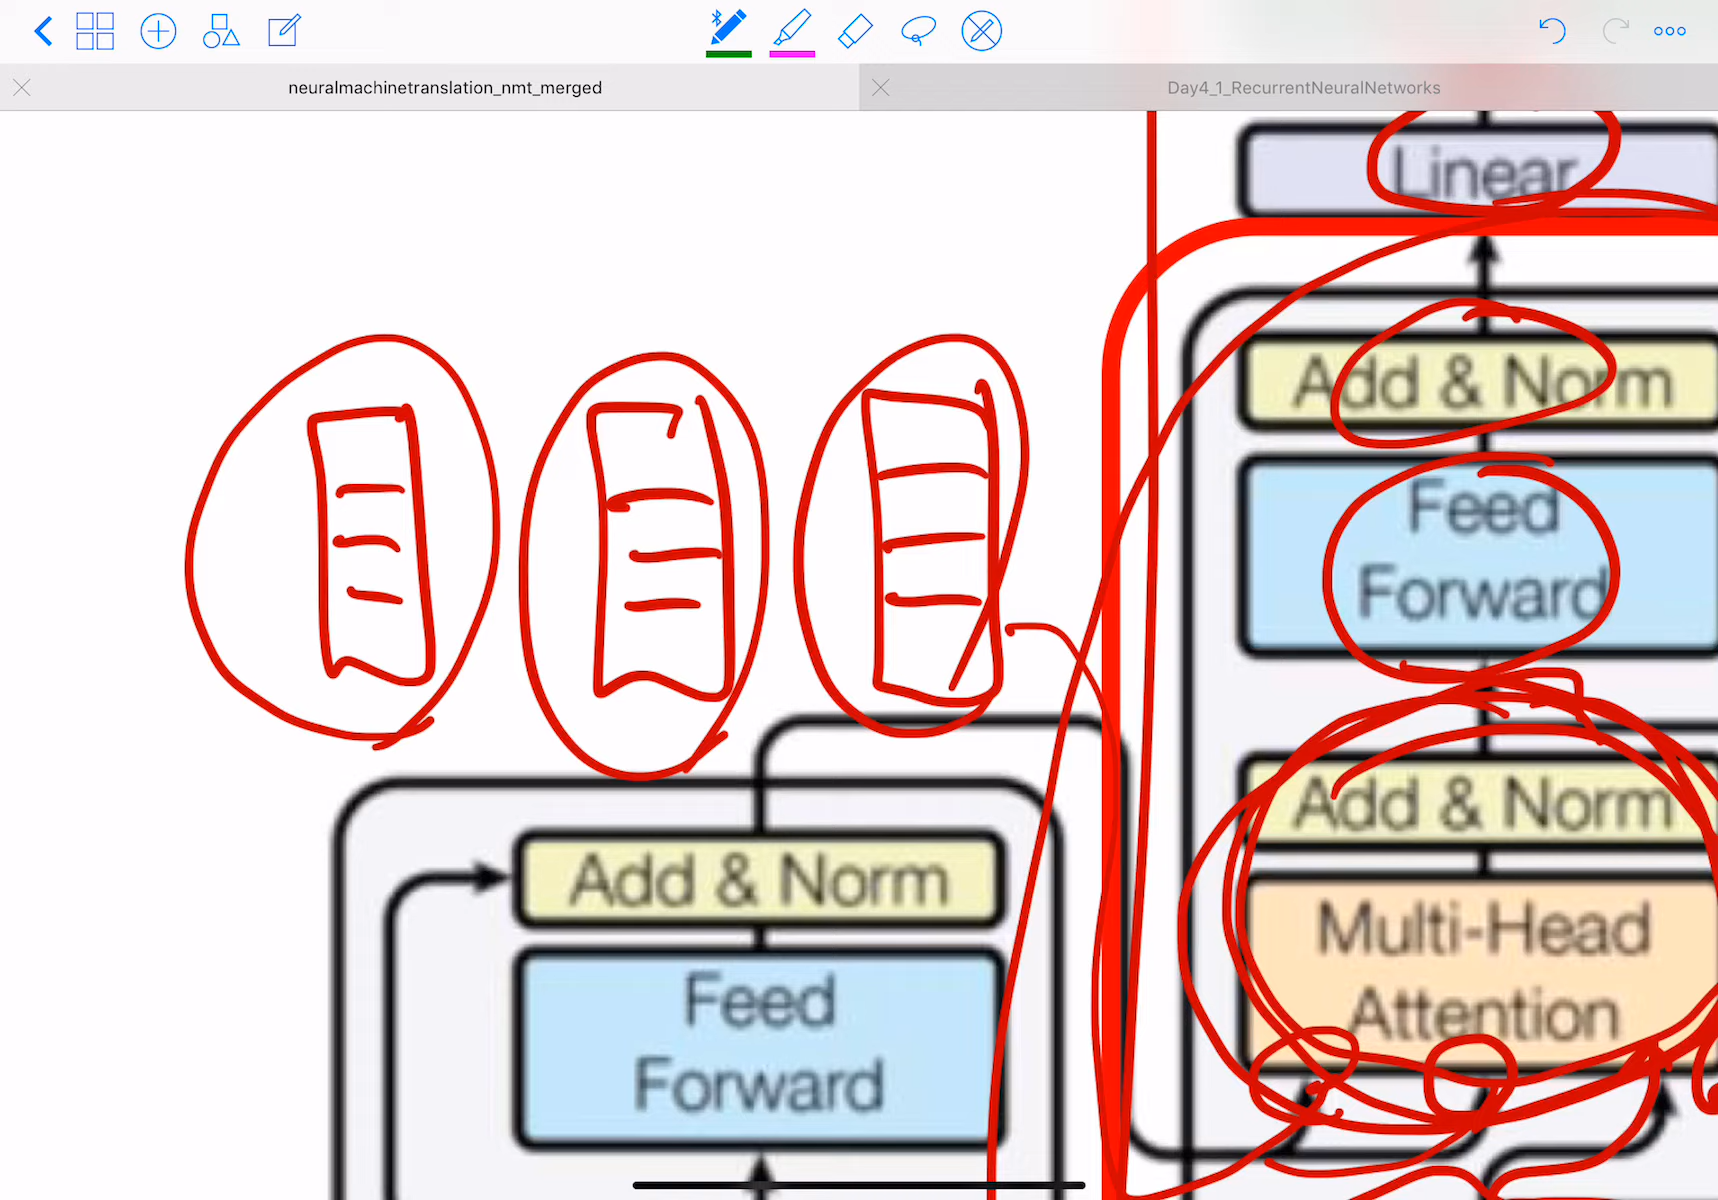 neuralmachinetranslation_nmt_merged
Day4_1_RecurrentNeuralNetworks
Linear
Add & Norm
Feed
Forward
Add & Norm
Multi-Head
Attention
Add & Norm
Feed
Forward